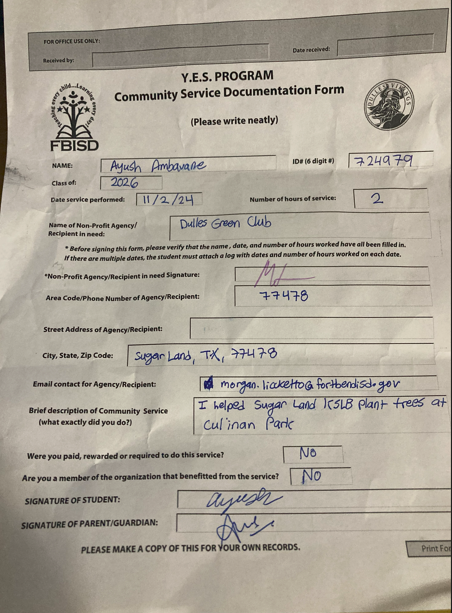 FOR OFFICE USE ONLY:
Received by:
Date received:
Y.E.S. PROGRAM
Community Service Documentation Form
(Please write neatly)
FBISD
NAME: Ayush Ambavane
ID# (6 digit #) 724979
Class of: 2026
Date service performed: 11/2/24
Number of hours of service: 2
Name of Non-Profit Agency/
Recipient in need: Dulles Green Club
* Before signing this form, please verify that the name, date, and number of hours worked have all been filled in.
If there are multiple dates, the student must attach a log with dates and number of hours worked on each date.
*Non-Profit Agency/Recipient in need Signature:
Area Code/Phone Number of Agency/Recipient: 77478
Street Address of Agency/Recipient:
City, State, Zip Code: Sugar Land, TX, 77478
Email contact for Agency/Recipient: morgan.liccketto@fortbendisd.gov
Brief description of Community Service I helped Sugar Land KSLB plant trees at
(what exactly did you do?) Cullinan Park
Were you paid, rewarded or required to do this service? No
Are you a member of the organization that benefitted from the service? No
SIGNATURE OF STUDENT: ayush
SIGNATURE OF PARENT/GUARDIAN:
PLEASE MAKE A COPY OF THIS FOR YOUR OWN RECORDS.
Print For